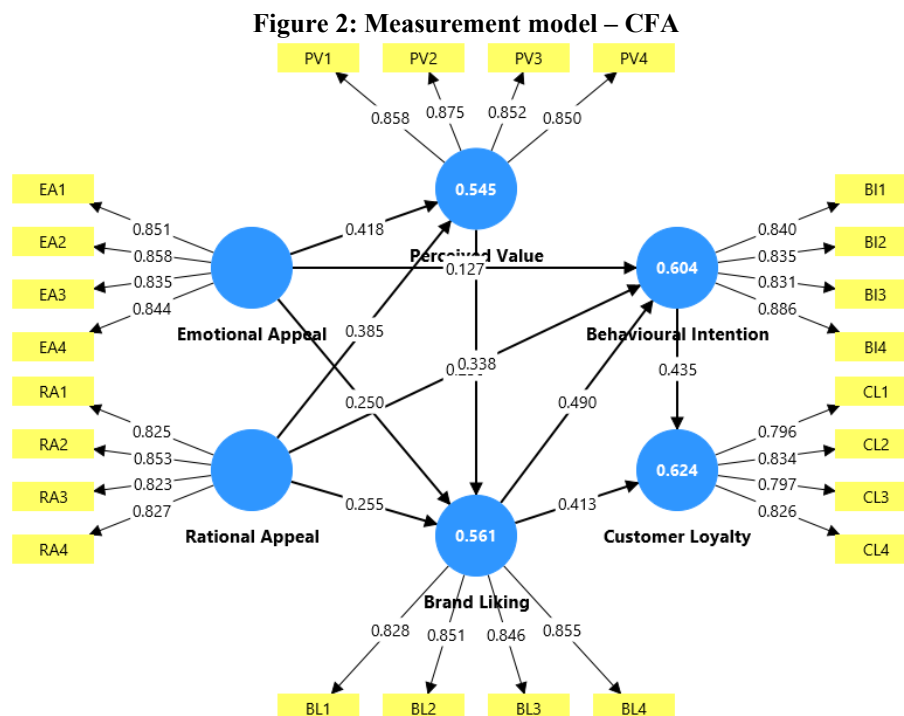 Figure 2: Measurement model – CFA
PV1 PV2 PV3 PV4
0.858 0.875 0.852 0.850
EA1
EA2
EA3
EA4
0.851
0.858
0.835
0.844
Emotional Appeal
0.418
0.545
Perceived Value
0.127
BI1
BI2
BI3
BI4
0.840
0.835
0.831
0.886
0.604
Behavioural Intention
0.385
0.338
0.250
0.490
0.435
RA1
RA2
RA3
RA4
0.825
0.853
0.823
0.827
Rational Appeal
0.255
0.561
Brand Liking
0.413
0.624
Customer Loyalty
CL1
CL2
CL3
CL4
0.796
0.834
0.797
0.826
0.828 0.851 0.846 0.855
BL1 BL2 BL3 BL4